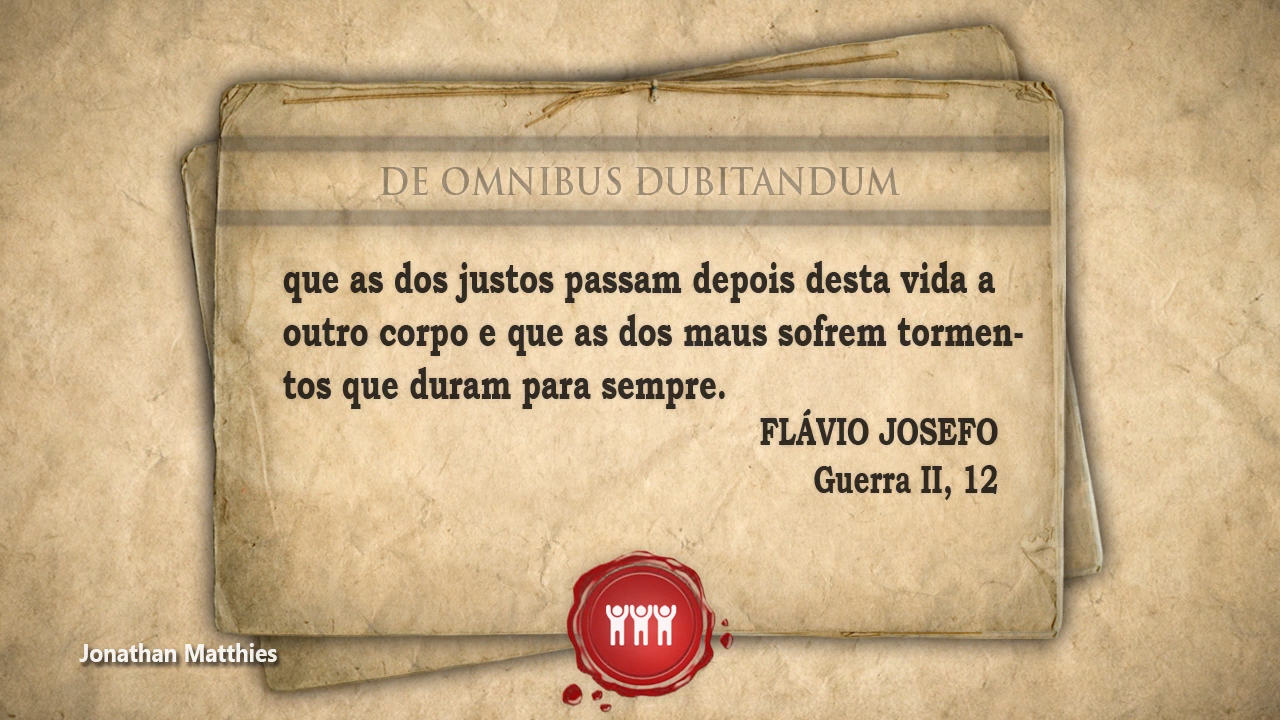 DE OMNIBUS DUBITANDUM
que as dos justos passam depois desta vida a
outro corpo e que as dos maus sofrem tormen-
tos que duram para sempre.
FLÁVIO JOSEFO
Guerra II, 12
Jonathan Matthies